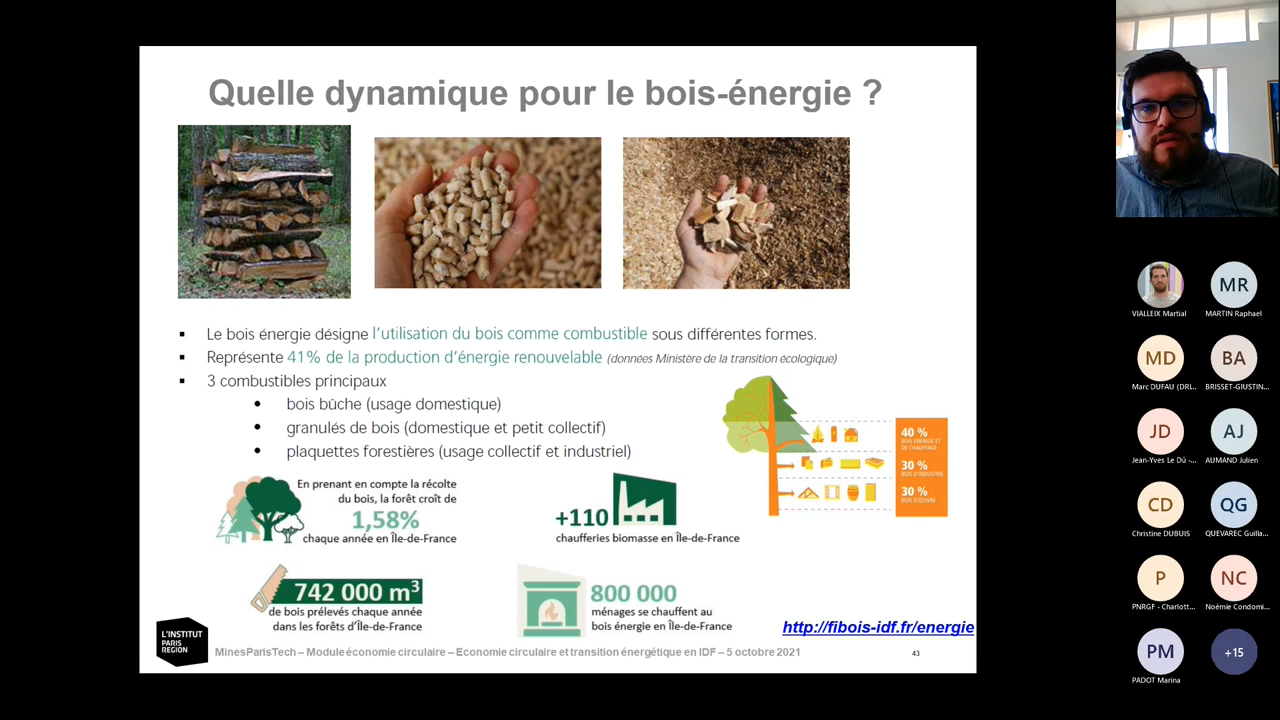 Quelle dynamique pour le bois-énergie ?
▪ Le bois énergie désigne l'utilisation du bois comme combustible sous différentes formes.
▪ Représente 41% de la production d'énergie renouvelable (données Ministère de la transition écologique)
▪ 3 combustibles principaux
• bois bûche (usage domestique)
• granulés de bois (domestique et petit collectif)
• plaquettes forestières (usage collectif et industriel)
40 %
BOIS ENERGIE ET
DE CHAUFFAGE
30 %
BOIS D'INDUSTRIE
30 %
BOIS D'ŒUVRE
En prenant en compte la récolte
du bois, la forêt croît de
1,58%
chaque année en Île-de-France
+110
chaufferies biomasse en Île-de-France
742 000 m³
de bois prélevés chaque année
dans les forêts d'Île-de-France
800 000
ménages se chauffent au
bois énergie en Île-de-France
http://fibois-idf.fr/energie
L'INSTITUT
PARIS
REGION
MinesParisTech – Module économie circulaire – Economie circulaire et transition énergétique en IDF – 5 octobre 2021
43
VIALLEIX Martial
MR
MARTIN Raphael
MD
Marc DUFAU (DRI...
BA
BRISSET-GIUSTIN...
JD
Jean-Yves Le Dû -...
AJ
AUMAND Julien
CD
Christine DUBUIS
QG
QUEVAREC Guilla...
P
PNRGF - Charlott...
NC
Noémie Condomi...
PM
PADOT Marina
+15